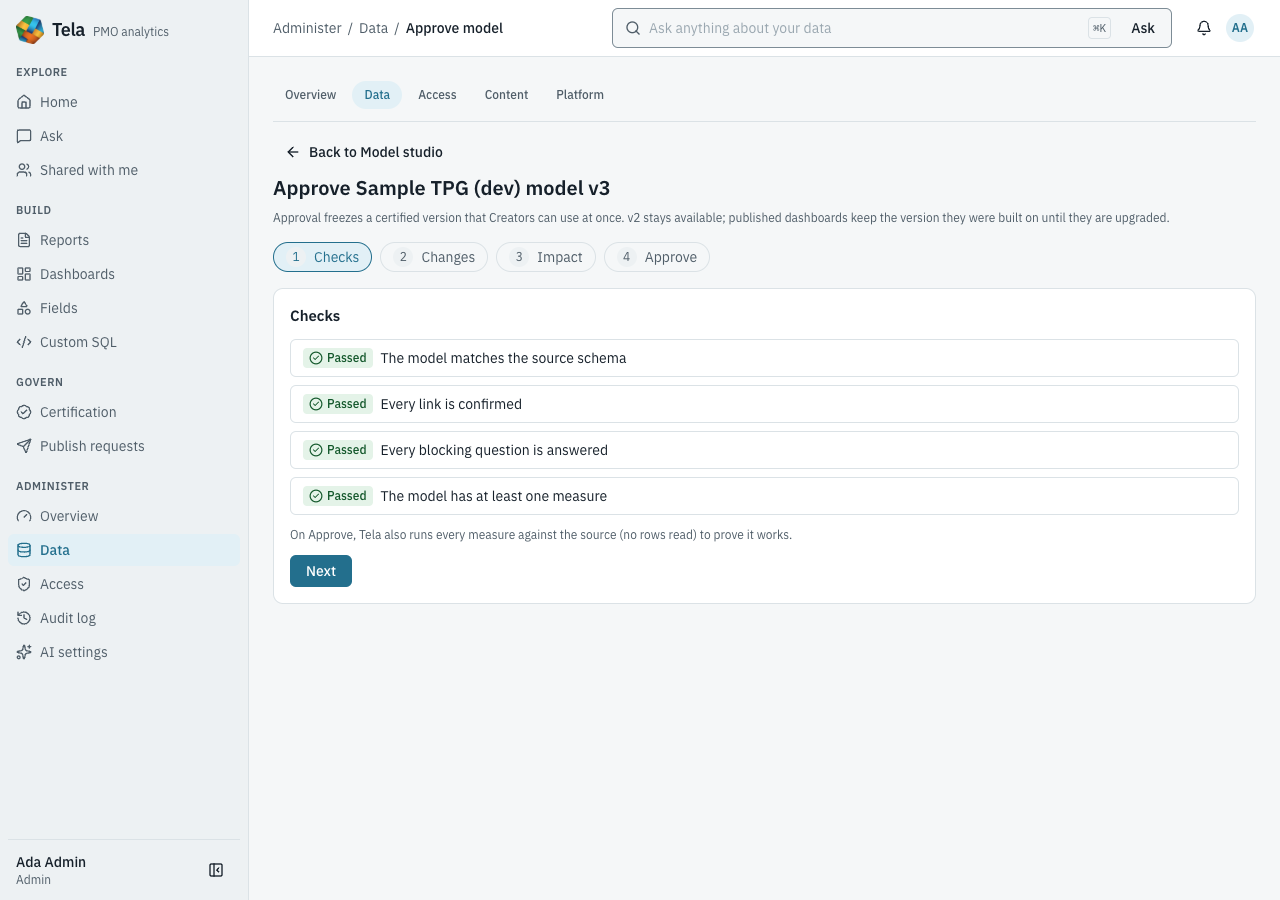 Tela PMO analytics
EXPLORE
Home
Ask
Shared with me
BUILD
Reports
Dashboards
Fields
Custom SQL
GOVERN
Certification
Publish requests
ADMINISTER
Overview
Data
Access
Audit log
AI settings
Ada Admin
Admin
Administer / Data / Approve model
Ask anything about your data ⌘K Ask
AA
Overview Data Access Content Platform
Back to Model studio
Approve Sample TPG (dev) model v3
Approval freezes a certified version that Creators can use at once. v2 stays available; published dashboards keep the version they were built on until they are upgraded.
1 Checks 2 Changes 3 Impact 4 Approve
Checks
Passed The model matches the source schema
Passed Every link is confirmed
Passed Every blocking question is answered
Passed The model has at least one measure
On Approve, Tela also runs every measure against the source (no rows read) to prove it works.
Next